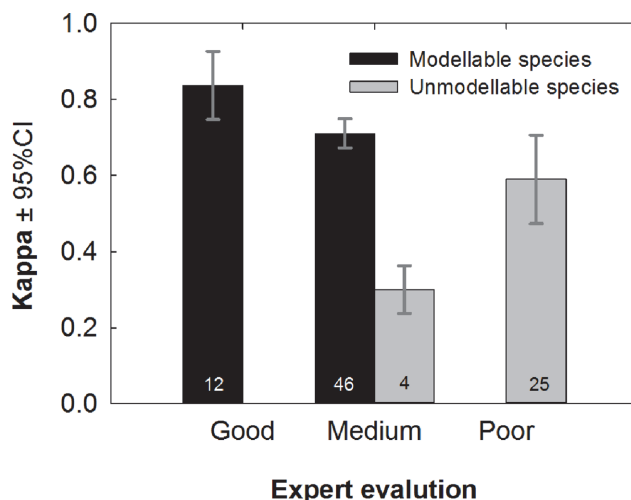 1.0
0.8
0.6
0.4
0.2
0.0
Kappa ± 95%CI
Modellable species
Unmodellable species
12
46
4
25
Good
Medium
Poor
Expert evalution